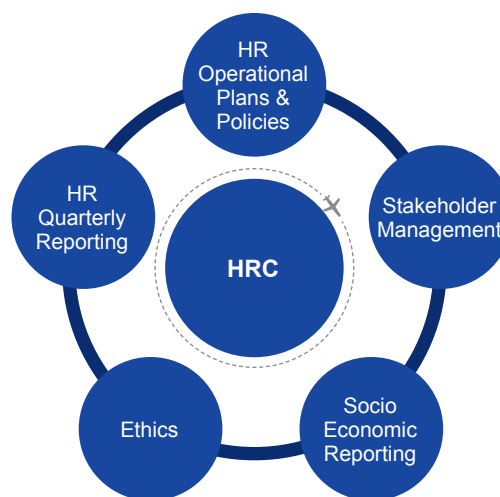 HR
Operational
Plans &
Policies
HR
Quarterly
Reporting
Stakeholder
Management
HRC
Ethics
Socio
Economic
Reporting